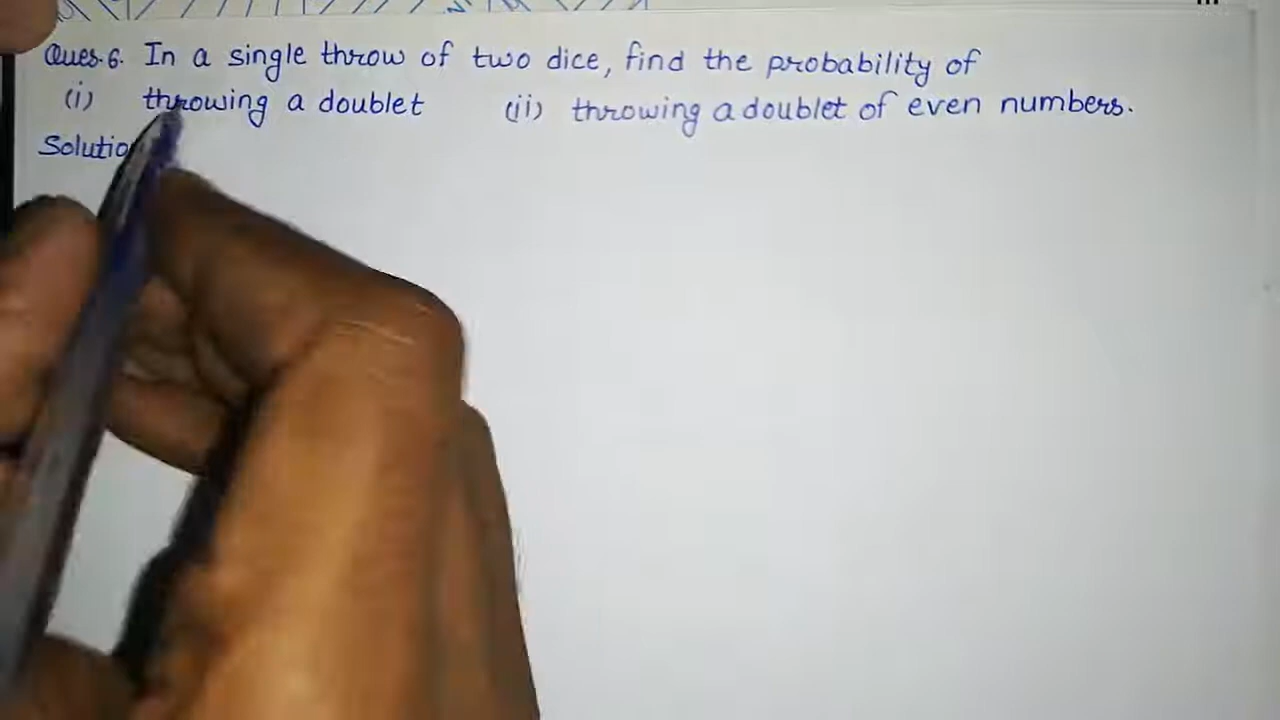 Ques.6. In a single throw of two dice, find the probability of
(i) throwing a doublet (ii) throwing a doublet of even numbers.
Solutio